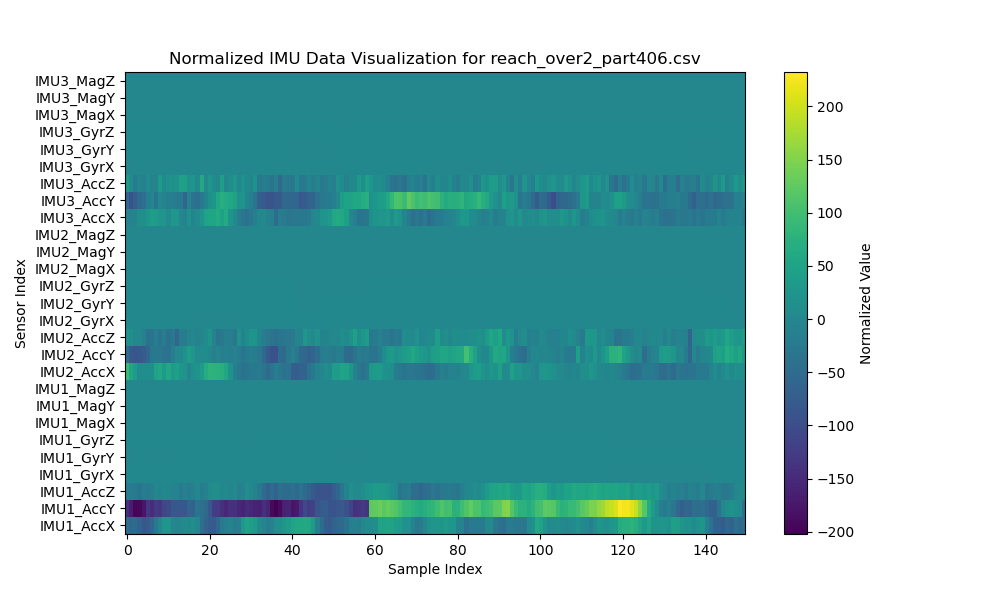 Normalized IMU Data Visualization for reach_over2_part406.csv
IMU3_MagZ
IMU3_MagY
IMU3_MagX
IMU3_GyrZ
IMU3_GyrY
IMU3_GyrX
IMU3_AccZ
IMU3_AccY
IMU3_AccX
IMU2_MagZ
IMU2_MagY
IMU2_MagX
IMU2_GyrZ
IMU2_GyrY
IMU2_GyrX
IMU2_AccZ
IMU2_AccY
IMU2_AccX
IMU1_MagZ
IMU1_MagY
IMU1_MagX
IMU1_GyrZ
IMU1_GyrY
IMU1_GyrX
IMU1_AccZ
IMU1_AccY
IMU1_AccX
Sensor Index
0 20 40 60 80 100 120 140
Sample Index
200
150
100
50
0
−50
−100
−150
−200
Normalized Value